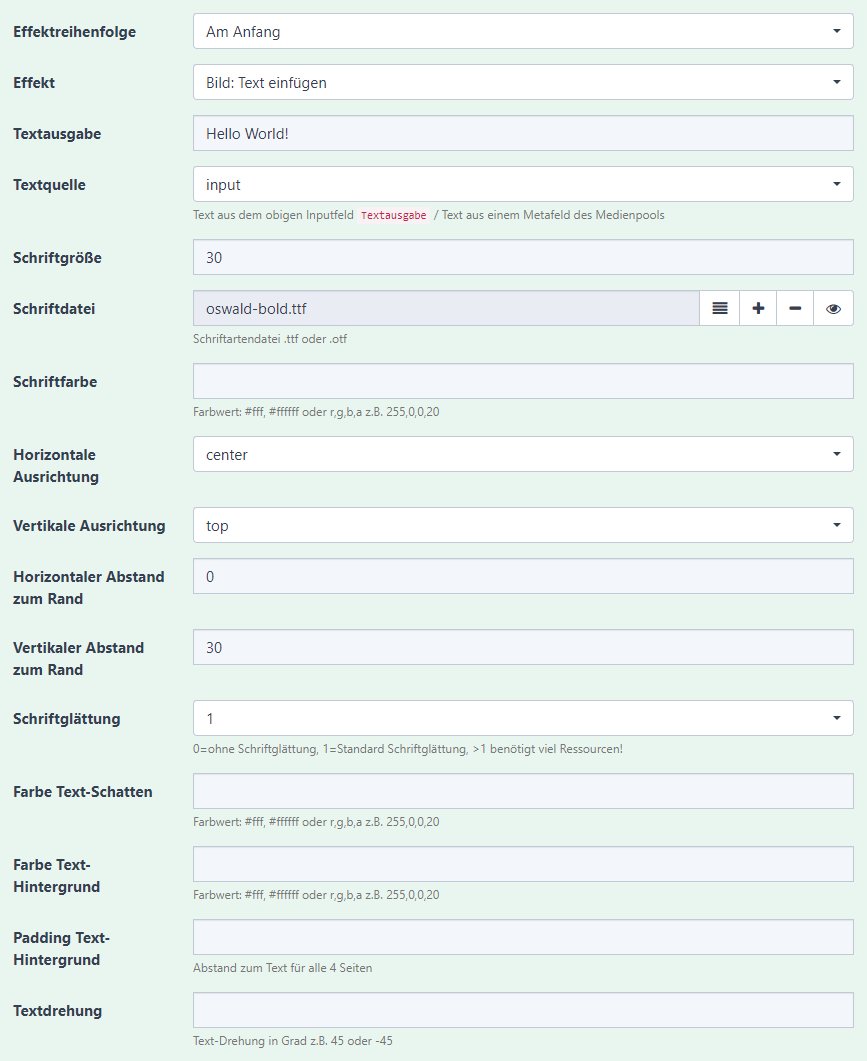 Effektreihenfolge
Am Anfang
Effekt
Bild: Text einfügen
Textausgabe
Hello World!
Textquelle
input
Text aus dem obigen Inputfeld Textausgabe / Text aus einem Metafeld des Medienpools
Schriftgröße
30
Schriftdatei
oswald-bold.ttf
Schriftartendatei .ttf oder .otf
Schriftfarbe
Farbwert: #fff, #ffffff oder r,g,b,a z.B. 255,0,0,20
Horizontale
Ausrichtung
center
Vertikale Ausrichtung
top
Horizontaler Abstand
zum Rand
0
Vertikaler Abstand
zum Rand
30
Schriftglättung
1
0=ohne Schriftglättung, 1=Standard Schriftglättung, >1 benötigt viel Ressourcen!
Farbe Text-Schatten
Farbwert: #fff, #ffffff oder r,g,b,a z.B. 255,0,0,20
Farbe Text-
Hintergrund
Farbwert: #fff, #ffffff oder r,g,b,a z.B. 255,0,0,20
Padding Text-
Hintergrund
Abstand zum Text für alle 4 Seiten
Textdrehung
Text-Drehung in Grad z.B. 45 oder -45